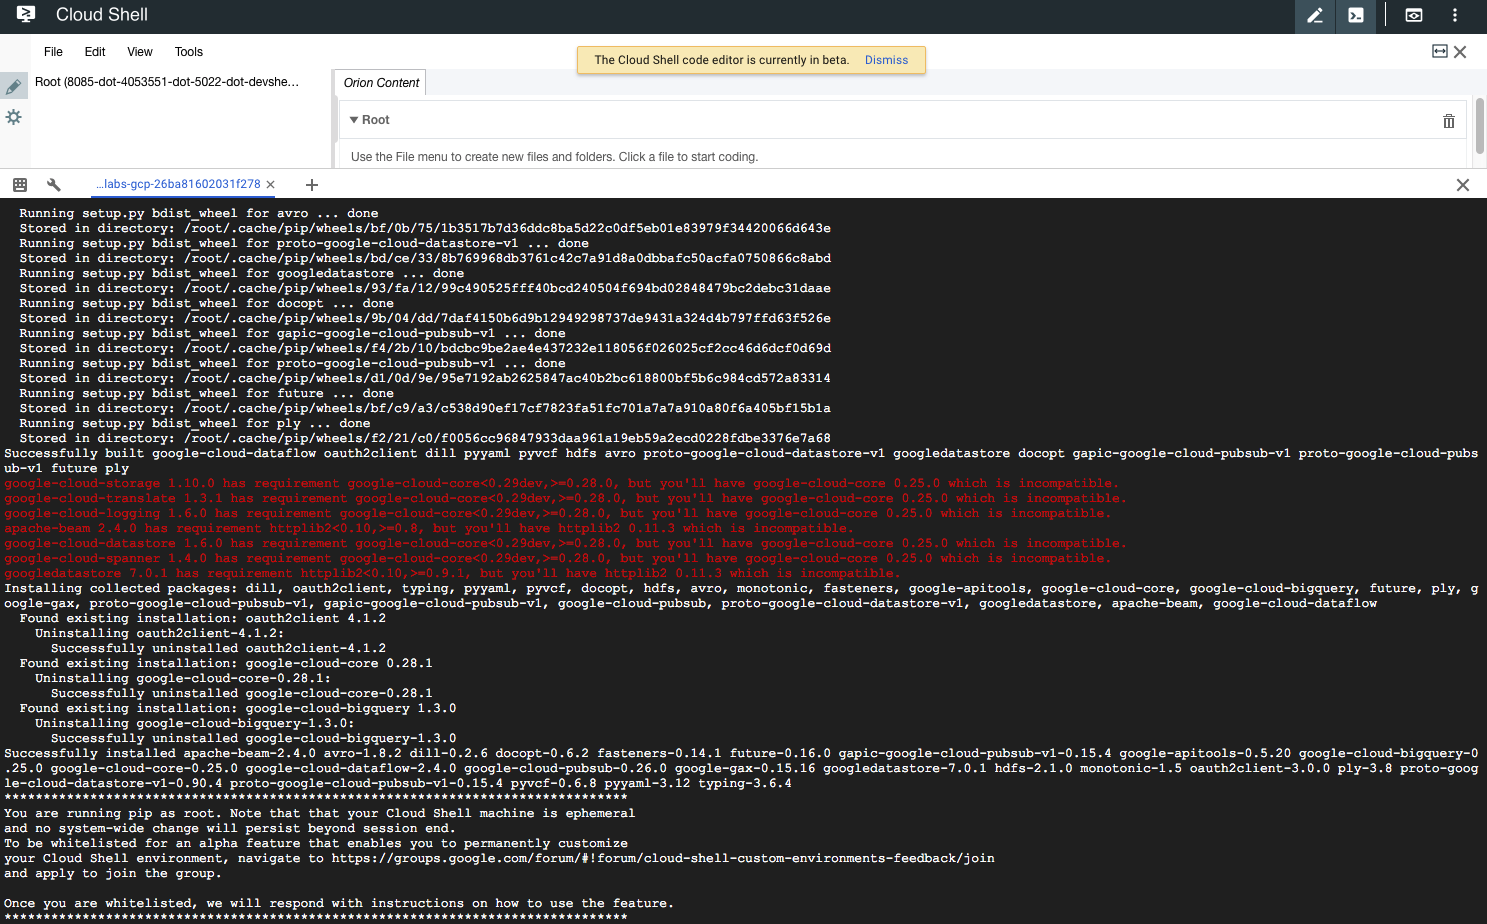 Cloud Shell
File Edit View Tools
The Cloud Shell code editor is currently in beta. Dismiss
Root (8085-dot-4053551-dot-5022-dot-devshe...
Orion Content
Root
Use the File menu to create new files and folders. Click a file to start coding.
...labs-gcp-26ba81602031f278
Running setup.py bdist_wheel for avro ... done
Stored in directory: /root/.cache/pip/wheels/bf/0b/75/1b3517b7d36ddc8ba5d22c0df5eb01e83979f34420066d643e
Running setup.py bdist_wheel for proto-google-cloud-datastore-v1 ... done
Stored in directory: /root/.cache/pip/wheels/bd/ce/33/8b769968db3761c42c7a91d8a0dbbafc50acfa0750866c8abd
Running setup.py bdist_wheel for googledatastore ... done
Stored in directory: /root/.cache/pip/wheels/93/fa/12/99c490525fff40bcd240504f694bd02848479bc2debc31daae
Running setup.py bdist_wheel for docopt ... done
Stored in directory: /root/.cache/pip/wheels/9b/04/dd/7daf4150b6d9b12949298737de9431a324d4b797ffd63f526e
Running setup.py bdist_wheel for gapic-google-cloud-pubsub-v1 ... done
Stored in directory: /root/.cache/pip/wheels/f4/2b/10/bdcbc9be2ae4e437232e118056f026025cf2cc46d6dcf0d69d
Running setup.py bdist_wheel for proto-google-cloud-pubsub-v1 ... done
Stored in directory: /root/.cache/pip/wheels/d1/0d/9e/95e7192ab2625847ac40b2bc618800bf5b6c984cd572a83314
Running setup.py bdist_wheel for future ... done
Stored in directory: /root/.cache/pip/wheels/bf/c9/a3/c538d90ef17cf7823fa51fc701a7a7a910a80f6a405bf15b1a
Running setup.py bdist_wheel for ply ... done
Stored in directory: /root/.cache/pip/wheels/f2/21/c0/f0056cc96847933daa961a19eb59a2ecd0228fdbe3376e7a68
Successfully built google-cloud-dataflow oauth2client dill pyyaml pyvcf hdfs avro proto-google-cloud-datastore-v1 googledatastore docopt gapic-google-cloud-pubsub-v1 proto-google-cloud-pubs
ub-v1 future ply
google-cloud-storage 1.10.0 has requirement google-cloud-core<0.29dev,>=0.28.0, but you'll have google-cloud-core 0.25.0 which is incompatible.
google-cloud-translate 1.3.1 has requirement google-cloud-core<0.29dev,>=0.28.0, but you'll have google-cloud-core 0.25.0 which is incompatible.
google-cloud-logging 1.6.0 has requirement google-cloud-core<0.29dev,>=0.28.0, but you'll have google-cloud-core 0.25.0 which is incompatible.
apache-beam 2.4.0 has requirement httplib2<0.10,>=0.8, but you'll have httplib2 0.11.3 which is incompatible.
google-cloud-datastore 1.6.0 has requirement google-cloud-core<0.29dev,>=0.28.0, but you'll have google-cloud-core 0.25.0 which is incompatible.
google-cloud-spanner 1.4.0 has requirement google-cloud-core<0.29dev,>=0.28.0, but you'll have google-cloud-core 0.25.0 which is incompatible.
googledatastore 7.0.1 has requirement httplib2<0.10,>=0.9.1, but you'll have httplib2 0.11.3 which is incompatible.
Installing collected packages: dill, oauth2client, typing, pyyaml, pyvcf, docopt, hdfs, avro, monotonic, fasteners, google-apitools, google-cloud-core, google-cloud-bigquery, future, ply, g
oogle-gax, proto-google-cloud-pubsub-v1, gapic-google-cloud-pubsub-v1, google-cloud-pubsub, proto-google-cloud-datastore-v1, googledatastore, apache-beam, google-cloud-dataflow
Found existing installation: oauth2client 4.1.2
Uninstalling oauth2client-4.1.2:
Successfully uninstalled oauth2client-4.1.2
Found existing installation: google-cloud-core 0.28.1
Uninstalling google-cloud-core-0.28.1:
Successfully uninstalled google-cloud-core-0.28.1
Found existing installation: google-cloud-bigquery 1.3.0
Uninstalling google-cloud-bigquery-1.3.0:
Successfully uninstalled google-cloud-bigquery-1.3.0
Successfully installed apache-beam-2.4.0 avro-1.8.2 dill-0.2.6 docopt-0.6.2 fasteners-0.14.1 future-0.16.0 gapic-google-cloud-pubsub-v1-0.15.4 google-apitools-0.5.20 google-cloud-bigquery-0
.25.0 google-cloud-core-0.25.0 google-cloud-dataflow-2.4.0 google-cloud-pubsub-0.26.0 google-gax-0.15.16 googledatastore-7.0.1 hdfs-2.1.0 monotonic-1.5 oauth2client-3.0.0 ply-3.8 proto-goog
le-cloud-datastore-v1-0.90.4 proto-google-cloud-pubsub-v1-0.15.4 pyvcf-0.6.8 pyyaml-3.12 typing-3.6.4
********************************************************************************
You are running pip as root. Note that that your Cloud Shell machine is ephemeral
and no system-wide change will persist beyond session end.
To be whitelisted for an alpha feature that enables you to permanently customize
your Cloud Shell environment, navigate to https://groups.google.com/forum/#!forum/cloud-shell-custom-environments-feedback/join
and apply to join the group.
Once you are whitelisted, we will respond with instructions on how to use the feature.
********************************************************************************